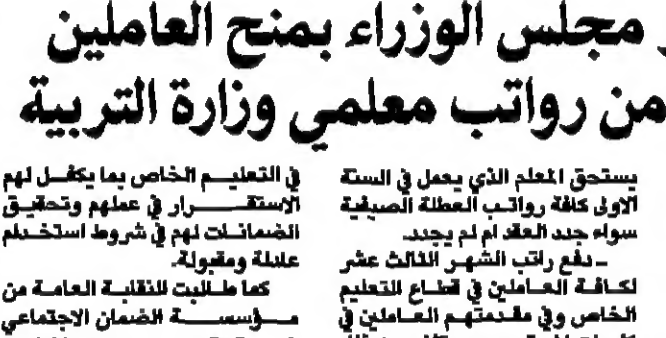 مجلس الوزراء بمنح العاملين
من رواتب معلمي وزارة التربية
يستحق المعلم الذي يعمل في السنة
الاولى كافة رواتب العطلة الصيفية
سواء جدد العقد ام لم يجدد.
ـ دفع راتب الشهر الثالث عشر
لكافة العاملين في قطاع التعليم
الخاص وفي مقدمتهم العاملين في
في التعليم الخاص بما يكفل لهم
الاستقرار في عملهم وتحقيق
الضمانات لهم في شروط استخدام
عادلة ومقبولة.
كما طالبت النقابة العامة من
مؤسسة الضمان الاجتماعي